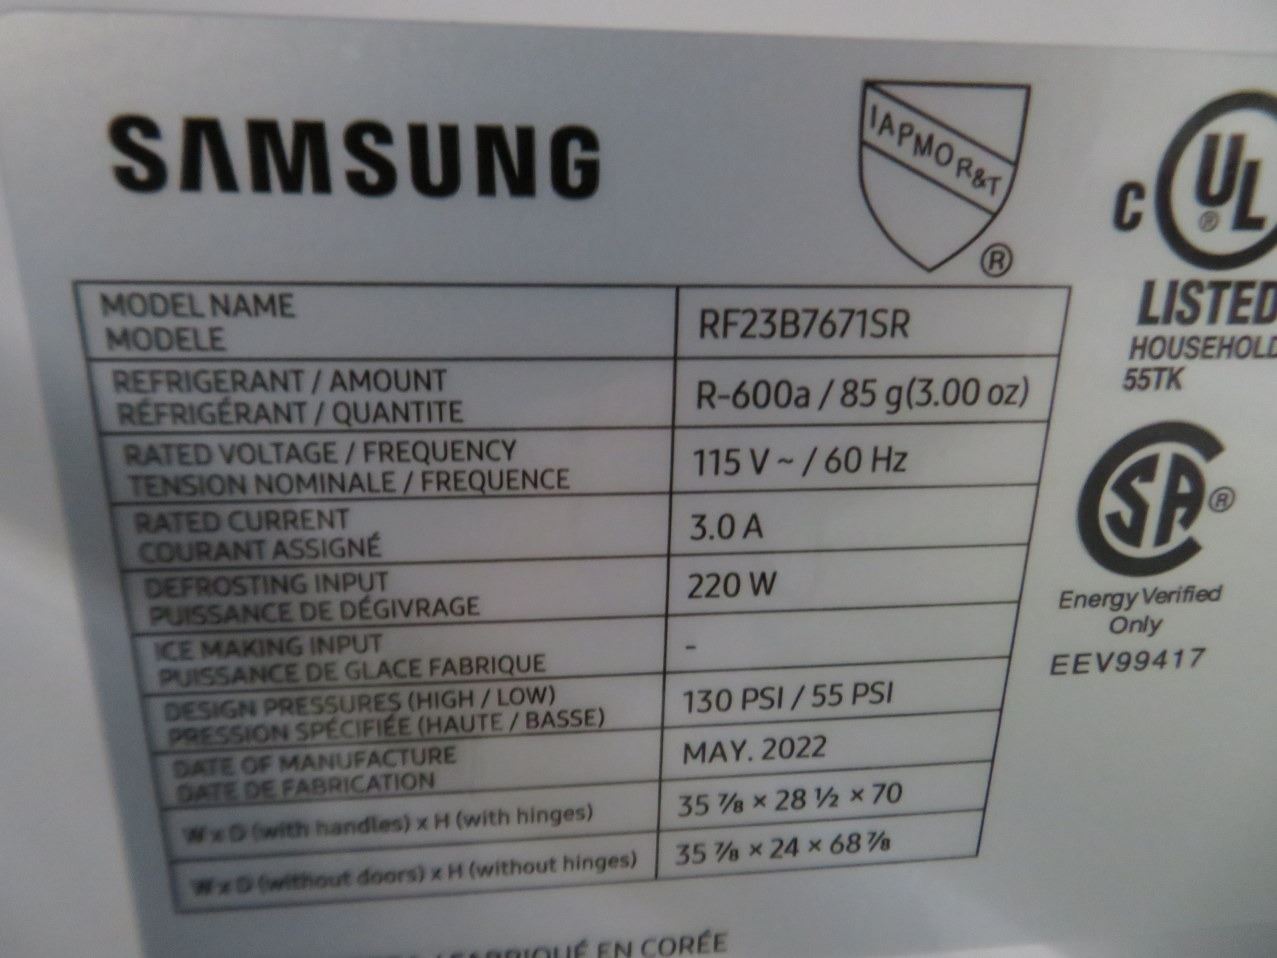 SAMSUNG
IAPMO R&T
®
C UL ®
LISTED
HOUSEHOLD
55TK
MODEL NAME
MODELE
RF23B7671SR
REFRIGERANT / AMOUNT
RÉFRIGÉRANT / QUANTITE
R-600a / 85 g(3.00 oz)
RATED VOLTAGE / FREQUENCY
TENSION NOMINALE / FREQUENCE
115 V ~ / 60 Hz
RATED CURRENT
COURANT ASSIGNÉ
3.0 A
DEFROSTING INPUT
PUISSANCE DE DÉGIVRAGE
220 W
ICE MAKING INPUT
PUISSANCE DE GLACE FABRIQUE
-
DESIGN PRESSURES (HIGH / LOW)
PRESSION SPÉCIFIÉE (HAUTE / BASSE)
130 PSI / 55 PSI
DATE OF MANUFACTURE
DATE DE FABRICATION
MAY. 2022
W x D (with handles) x H (with hinges)
35 ⅞ × 28 ½ × 70
W x D (without doors) x H (without hinges)
35 ⅞ × 24 × 68 ⅞
SA ®
Energy Verified
Only
EEV99417
FABRIQUÉ EN CORÉE